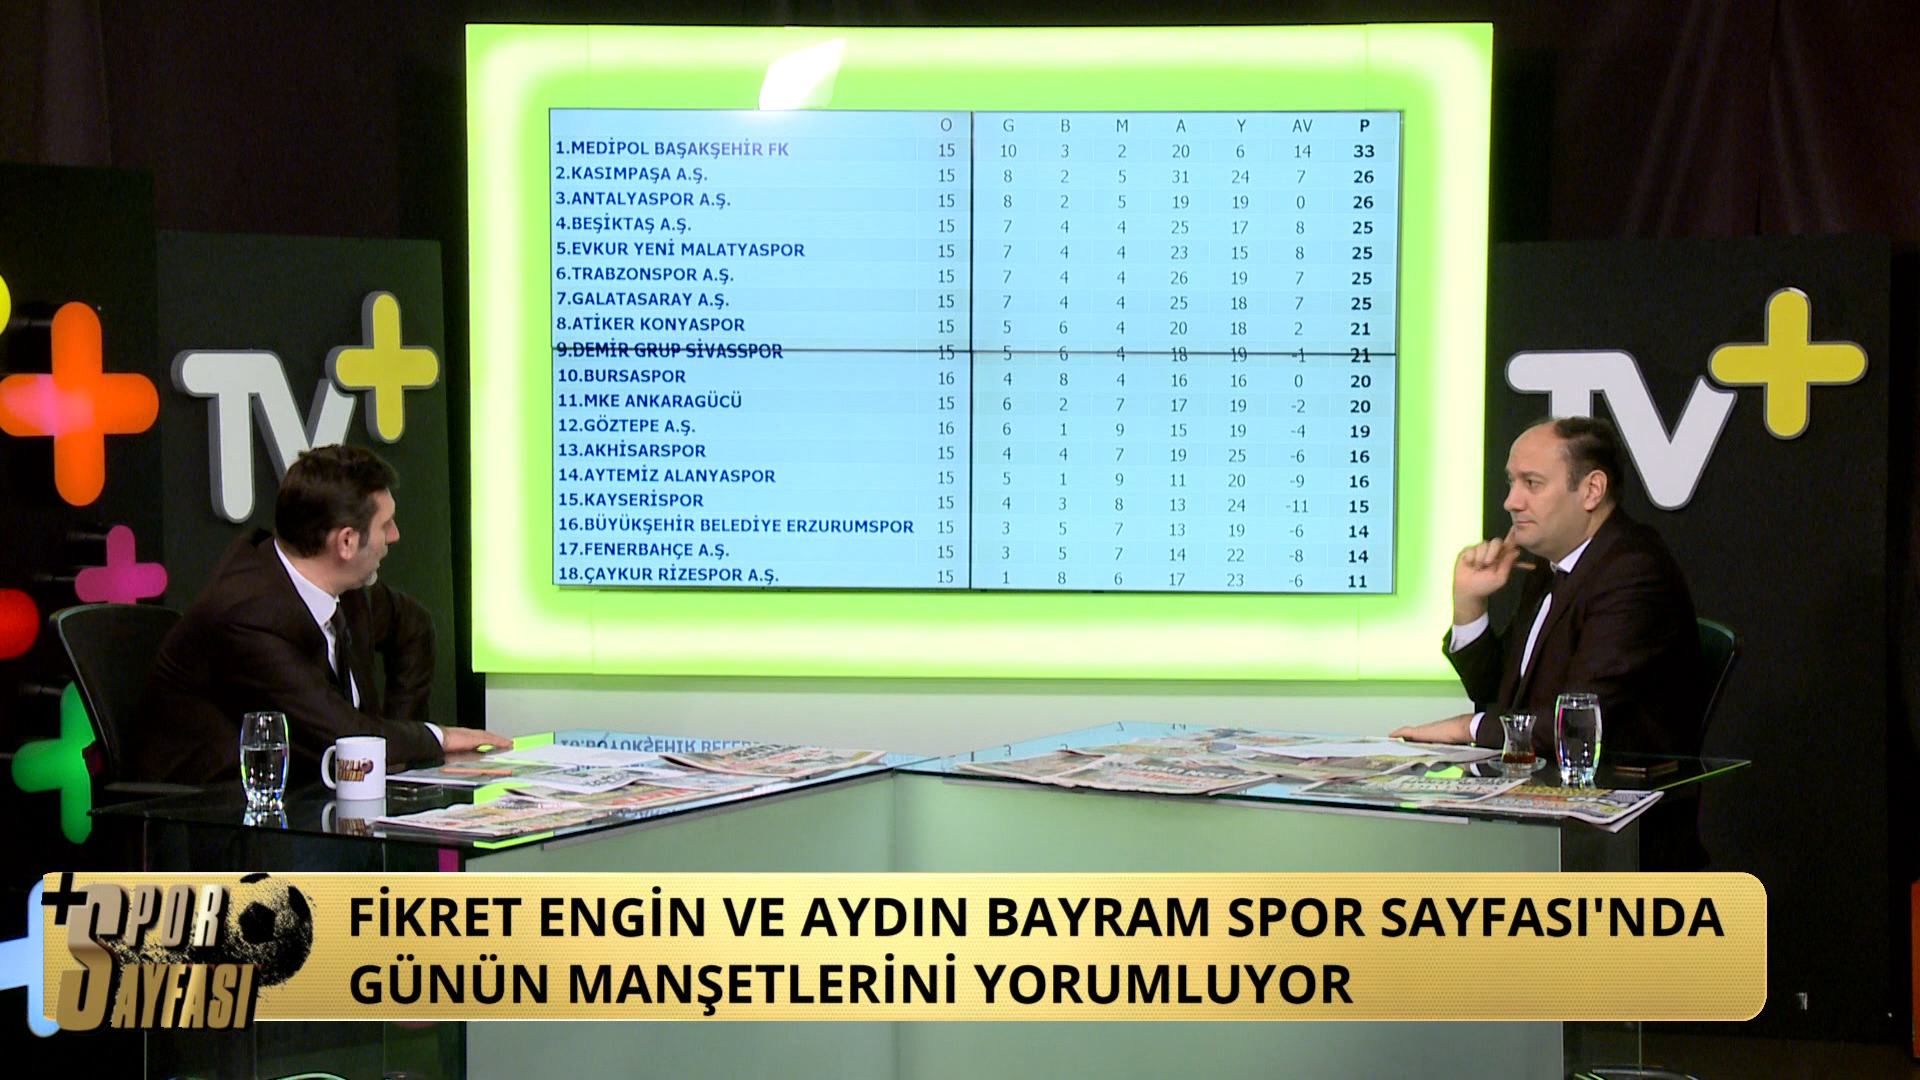 O G B M A Y AV P
1.MEDİPOL BAŞAKŞEHİR FK 15 10 3 2 20 6 14 33
2.KASIMPAŞA A.Ş. 15 8 2 5 31 24 7 26
3.ANTALYASPOR A.Ş. 15 8 2 5 19 19 0 26
4.BEŞİKTAŞ A.Ş. 15 7 4 4 25 17 8 25
5.EVKUR YENİ MALATYASPOR 15 7 4 4 23 15 8 25
6.TRABZONSPOR A.Ş. 15 7 4 4 26 19 7 25
7.GALATASARAY A.Ş. 15 7 4 4 25 18 7 25
8.ATİKER KONYASPOR 15 5 6 4 20 18 2 21
9.DEMİR GRUP SİVASSPOR 15 5 6 4 18 19 -1 21
10.BURSASPOR 16 4 8 4 16 16 0 20
11.MKE ANKARAGÜCÜ 15 6 2 7 17 19 -2 20
12.GÖZTEPE A.Ş. 16 6 1 9 15 19 -4 19
13.AKHİSARSPOR 15 4 4 7 19 25 -6 16
14.AYTEMİZ ALANYASPOR 15 5 1 9 11 20 -9 16
15.KAYSERİSPOR 15 4 3 8 13 24 -11 15
16.BÜYÜKŞEHİR BELEDİYE ERZURUMSPOR 15 3 5 7 13 19 -6 14
17.FENERBAHÇE A.Ş. 15 3 5 7 14 22 -8 14
18.ÇAYKUR RİZESPOR A.Ş. 15 1 8 6 17 23 -6 11
TV+
TV+
+SPOR SAYFASI
FİKRET ENGİN VE AYDIN BAYRAM SPOR SAYFASI'NDA
GÜNÜN MANŞETLERİNİ YORUMLUYOR